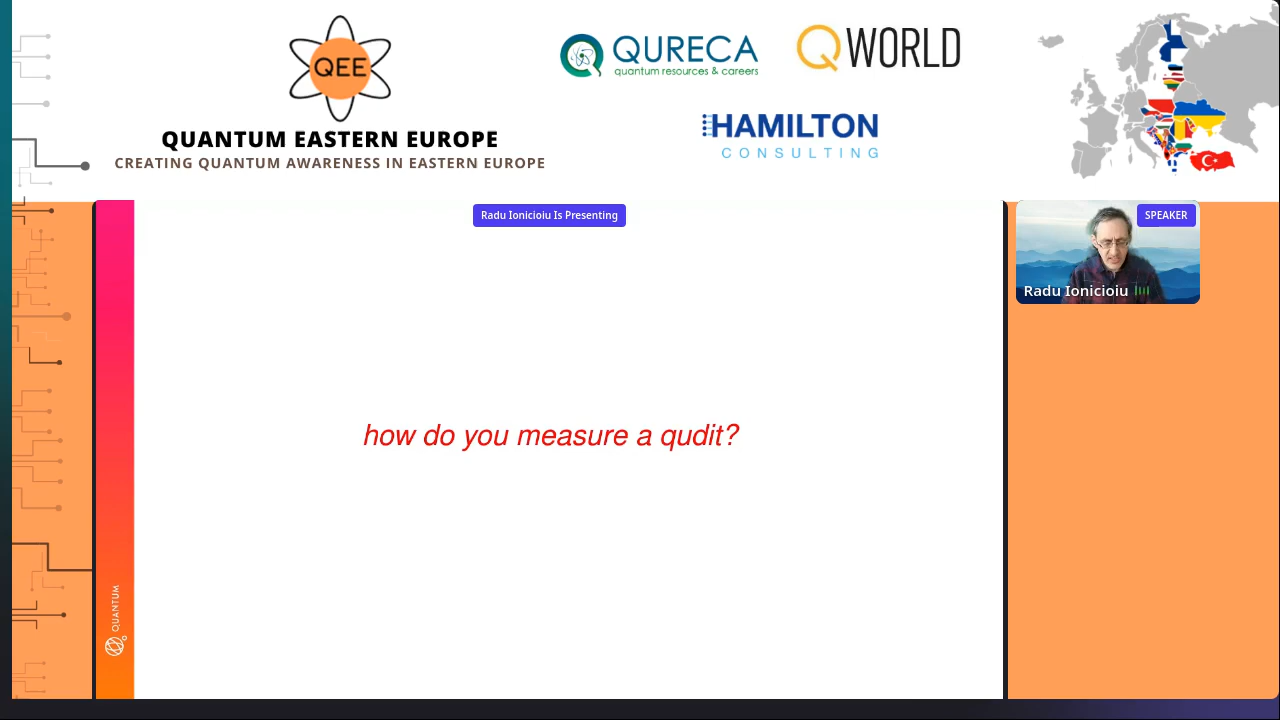 QEE
QUANTUM EASTERN EUROPE
CREATING QUANTUM AWARENESS IN EASTERN EUROPE
QURECA
quantum resources & careers
QWORLD
HAMILTON
CONSULTING
Radu Ionicioiu Is Presenting
SPEAKER
Radu Ionicioiu
how do you measure a qudit?
QUANTUM